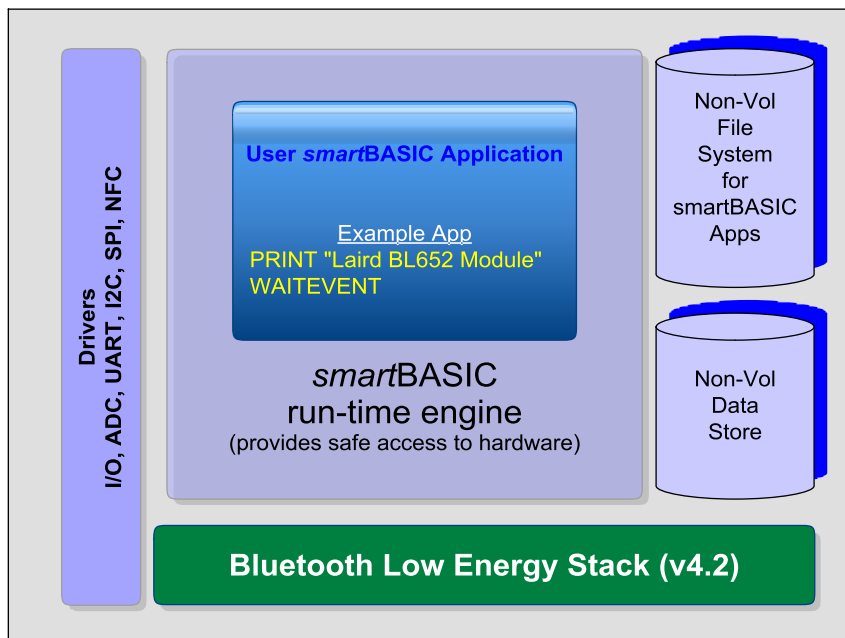 Drivers
I/O, ADC, UART, I2C, SPI, NFC
User smartBASIC Application
Example App
PRINT "Laird BL652 Module"
WAITEVENT
smartBASIC
run-time engine
(provides safe access to hardware)
Non-Vol
File
System
for
smartBASIC
Apps
Non-Vol
Data
Store
Bluetooth Low Energy Stack (v4.2)